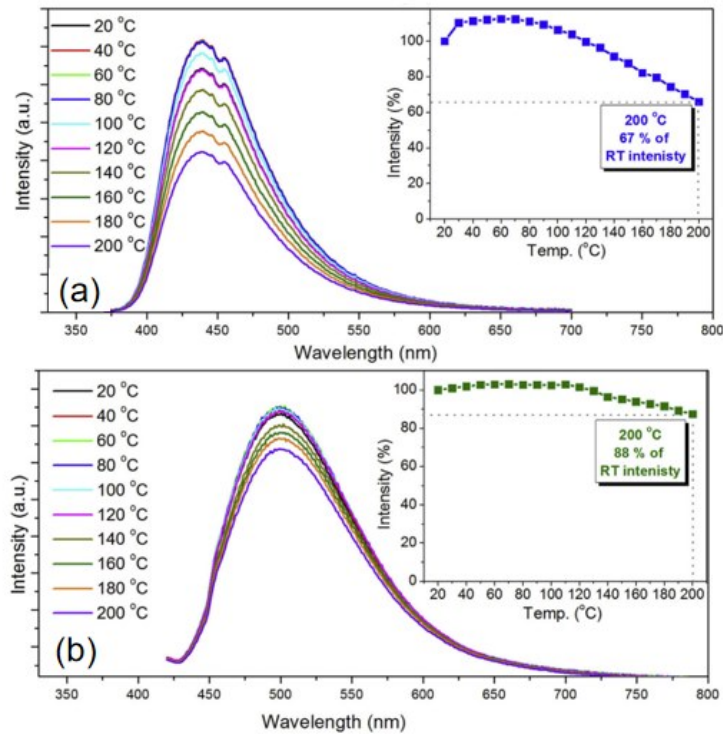 (a)
20 °C
40 °C
60 °C
80 °C
100 °C
120 °C
140 °C
160 °C
180 °C
200 °C
Intensity (a.u.)
350 400 450 500 550 600 650 700 750 800
Wavelength (nm)
Intensity (%)
100
80
60
40
20
0
20 40 60 80 100 120 140 160 180 200
Temp. (°C)
200 °C
67 % of
RT intenisty
(b)
20 °C
40 °C
60 °C
80 °C
100 °C
120 °C
140 °C
160 °C
180 °C
200 °C
Intensity (a.u.)
350 400 450 500 550 600 650 700 750 800
Wavelength (nm)
Intensity (%)
100
80
60
40
20
0
20 40 60 80 100 120 140 160 180 200
Temp. (°C)
200 °C
88 % of
RT intenisty